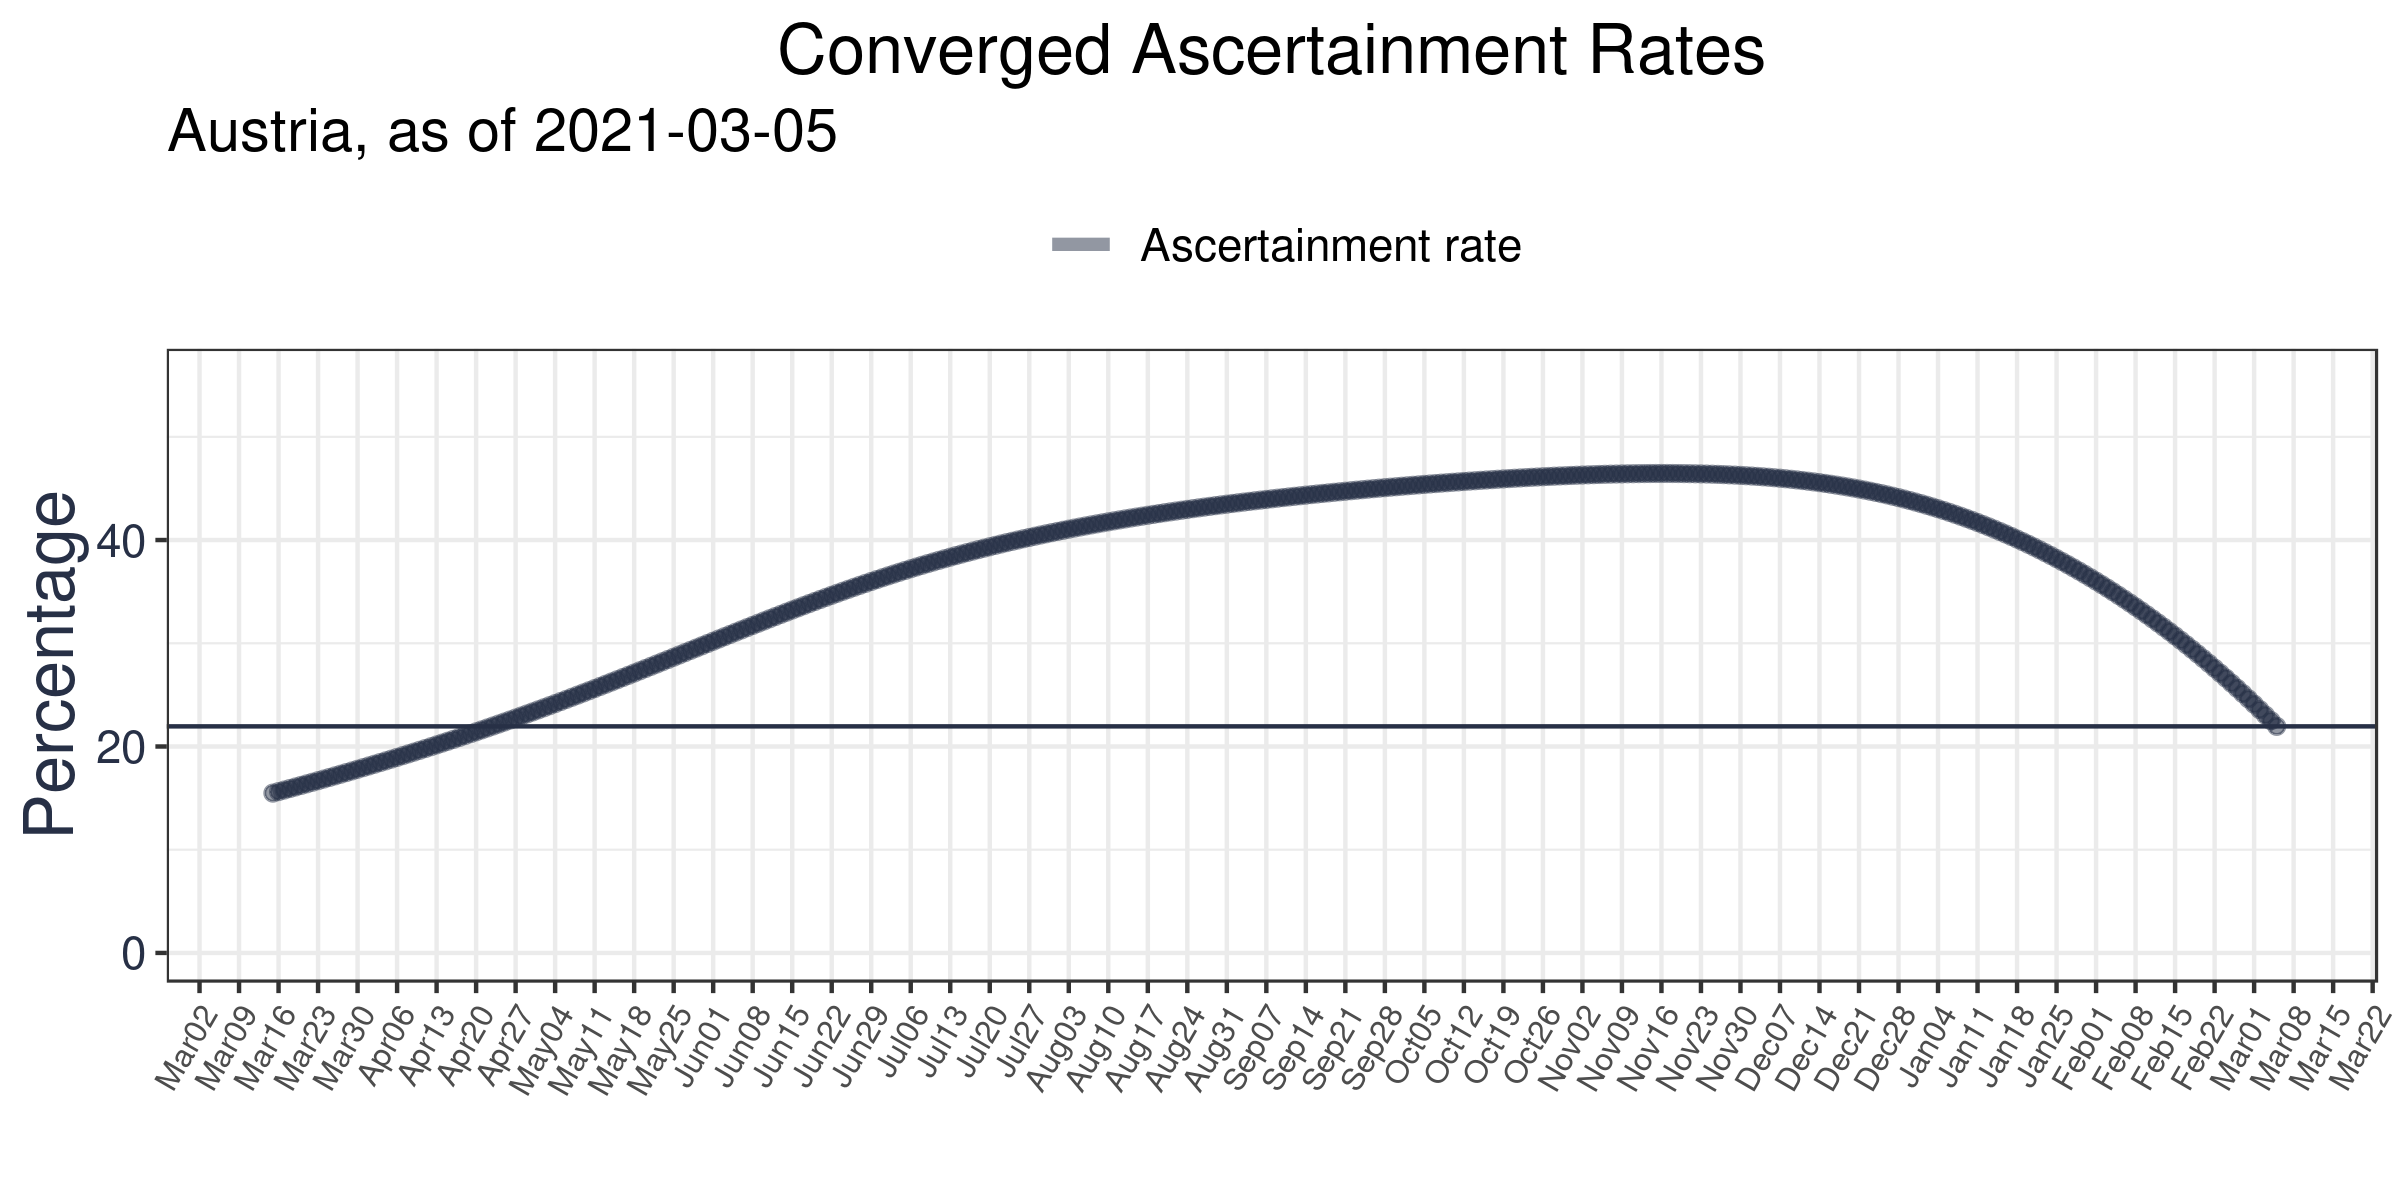 Converged Ascertainment Rates
Austria, as of 2021-03-05
Ascertainment rate
Percentage
40
20
0
Mar02 Mar09 Mar16 Mar23 Mar30 Apr06 Apr13 Apr20 Apr27 May04 May11 May18 May25 Jun01 Jun08 Jun15 Jun22 Jun29 Jul06 Jul13 Jul20 Jul27 Aug03 Aug10 Aug17 Aug24 Aug31 Sep07 Sep14 Sep21 Sep28 Oct05 Oct12 Oct19 Oct26 Nov02 Nov09 Nov16 Nov23 Nov30 Dec07 Dec14 Dec21 Dec28 Jan04 Jan11 Jan18 Jan25 Feb01 Feb08 Feb15 Feb22 Mar01 Mar08 Mar15 Mar22